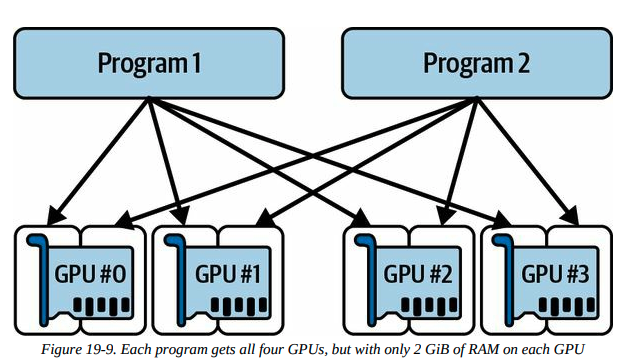 Program 1
Program 2
GPU #0
GPU #1
GPU #2
GPU #3
Figure 19-9. Each program gets all four GPUs, but with only 2 GiB of RAM on each GPU